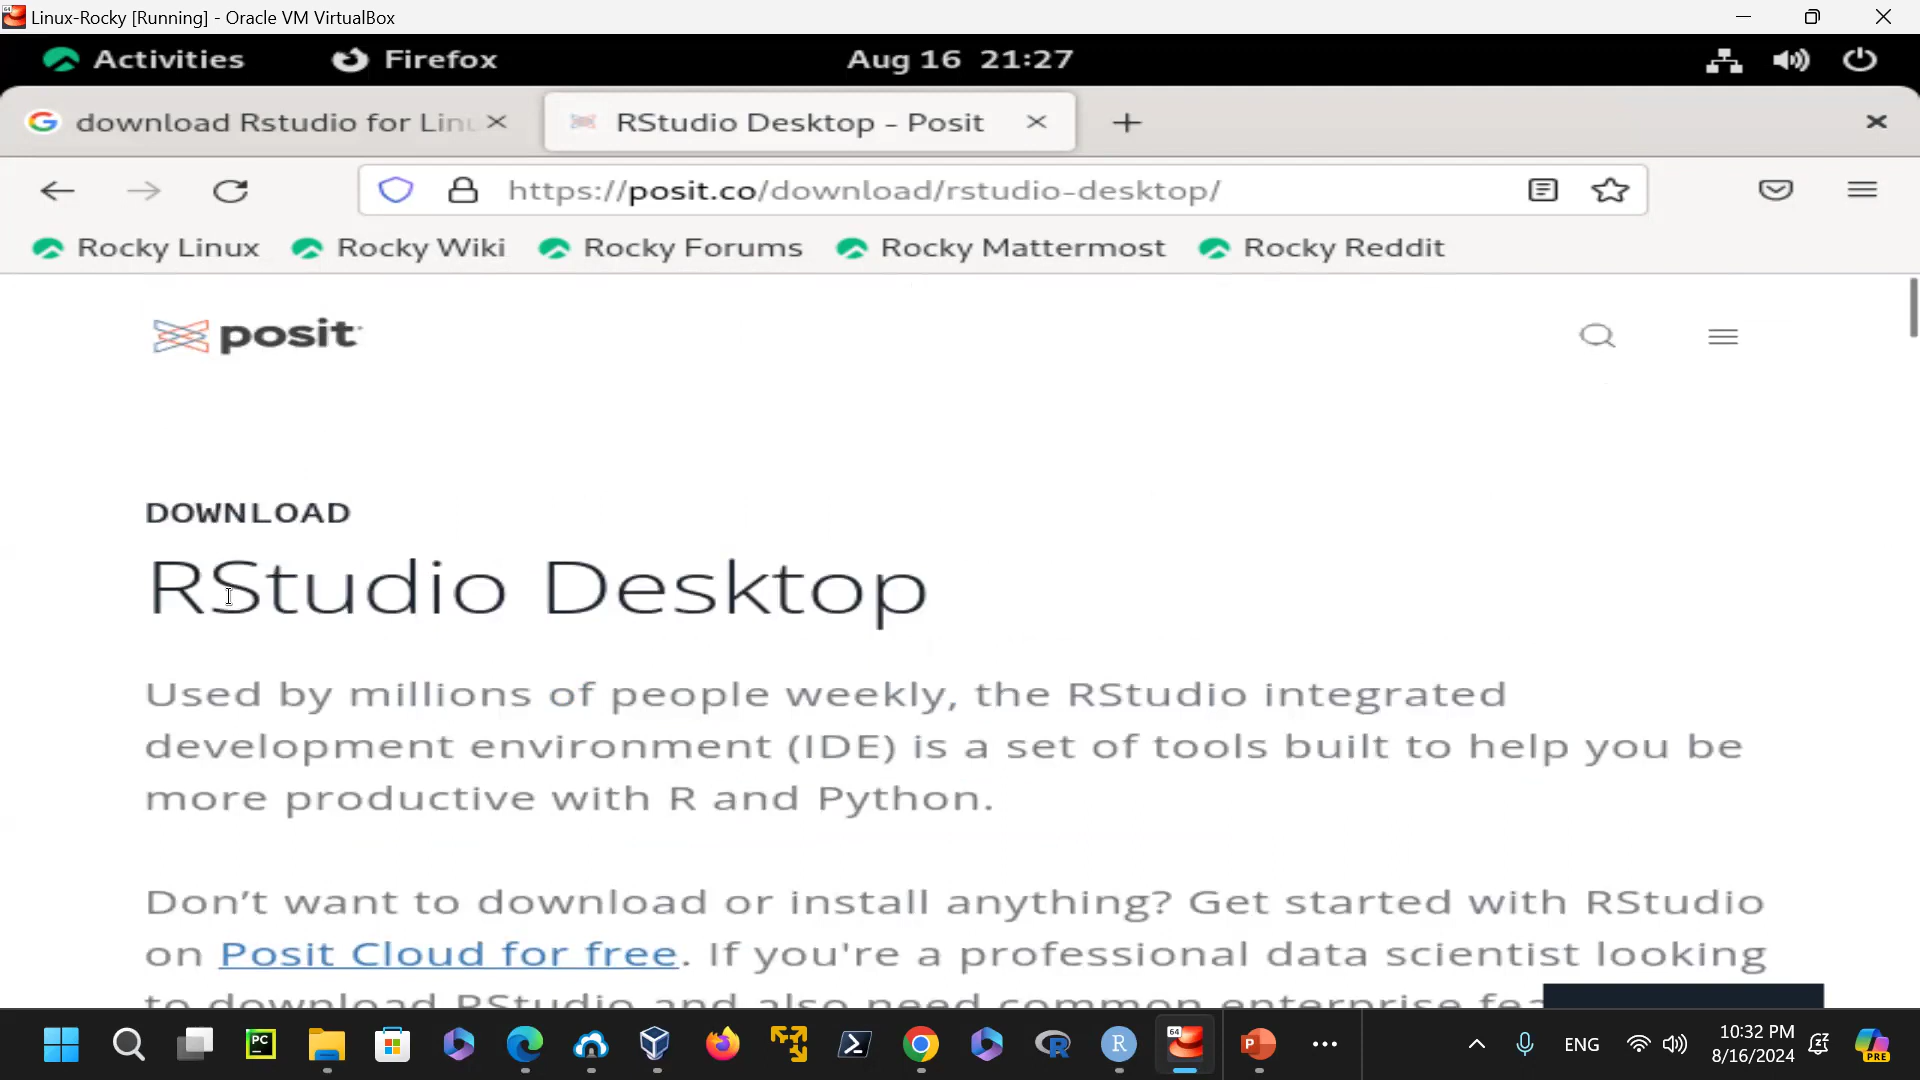 Linux-Rocky [Running] - Oracle VM VirtualBox
Activities Firefox Aug 16 21:27
download Rstudio for Linu RStudio Desktop - Posit
https://posit.co/download/rstudio-desktop/
Rocky Linux Rocky Wiki Rocky Forums Rocky Mattermost Rocky Reddit
posit
DOWNLOAD
RStudio Desktop
Used by millions of people weekly, the RStudio integrated
development environment (IDE) is a set of tools built to help you be
more productive with R and Python.
Don't want to download or install anything? Get started with RStudio
on Posit Cloud for free. If you're a professional data scientist looking
to download RStudio and also need common enterprise fea
PC R R 64 P ENG 10:32 PM
8/16/2024 PRE